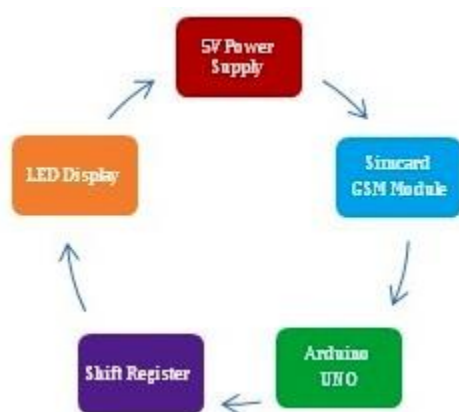 5V Power
Supply
Simcard
GSM Module
Arduino
UNO
Shift Register
LED Display